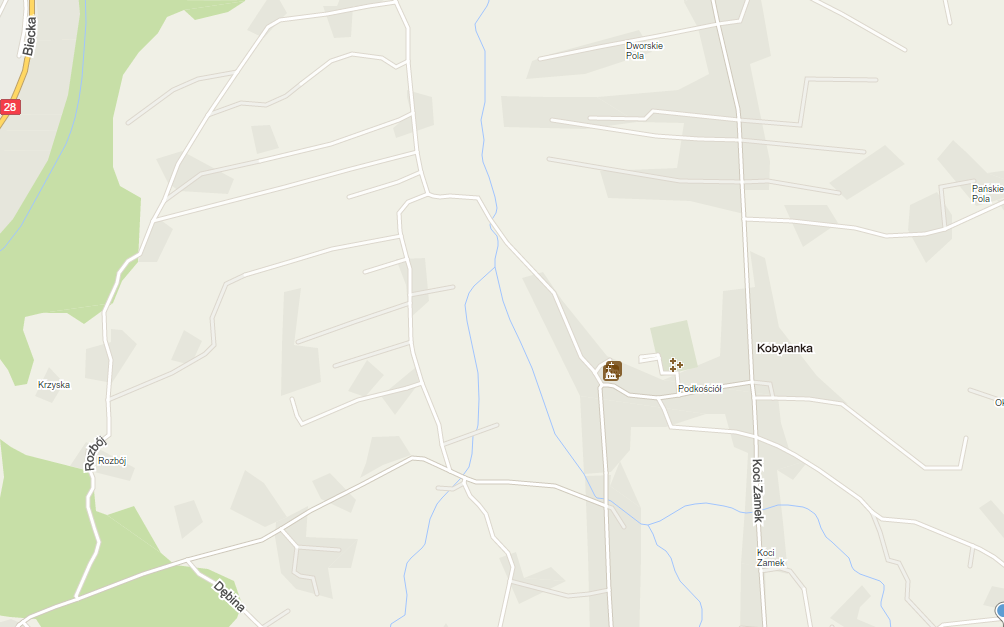 Biecka
28
Dworskie
Pola
Pańskie
Pola
Kobylanka
Krzyska
Podkościół
Rozbój
Rozbój
Koci Zamek
Koci
Zamek
Dębina